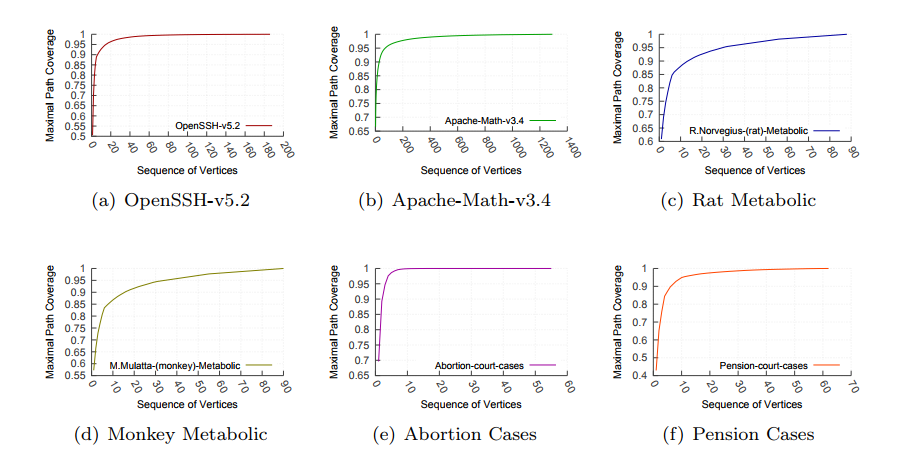 Maximal Path Coverage
1
0.95
0.9
0.85
0.8
0.75
0.7
0.65
0.6
0.55
0.5
OpenSSH-v5.2
0 20 40 60 80 100 120 140 160 180 200
Sequence of Vertices
(a) OpenSSH-v5.2
Maximal Path Coverage
1
0.95
0.9
0.85
0.8
0.75
0.7
0.65
Apache-Math-v3.4
0 200 400 600 800 1000 1200 1400
Sequence of Vertices
(b) Apache-Math-v3.4
Maximal Path Coverage
1
0.95
0.9
0.85
0.8
0.75
0.7
0.65
0.6
R.Norvegius-(rat)-Metabolic
0 10 20 30 40 50 60 70 80 90
Sequence of Vertices
(c) Rat Metabolic
Maximal Path Coverage
1
0.95
0.9
0.85
0.8
0.75
0.7
0.65
0.6
0.55
M.Mulatta-(monkey)-Metabolic
0 10 20 30 40 50 60 70 80 90
Sequence of Vertices
(d) Monkey Metabolic
Maximal Path Coverage
1
0.95
0.9
0.85
0.8
0.75
0.7
0.65
Abortion-court-cases
0 10 20 30 40 50 60
Sequence of Vertices
(e) Abortion Cases
Maximal Path Coverage
1
0.9
0.8
0.7
0.6
0.5
0.4
Pension-court-cases
0 10 20 30 40 50 60 70
Sequence of Vertices
(f) Pension Cases